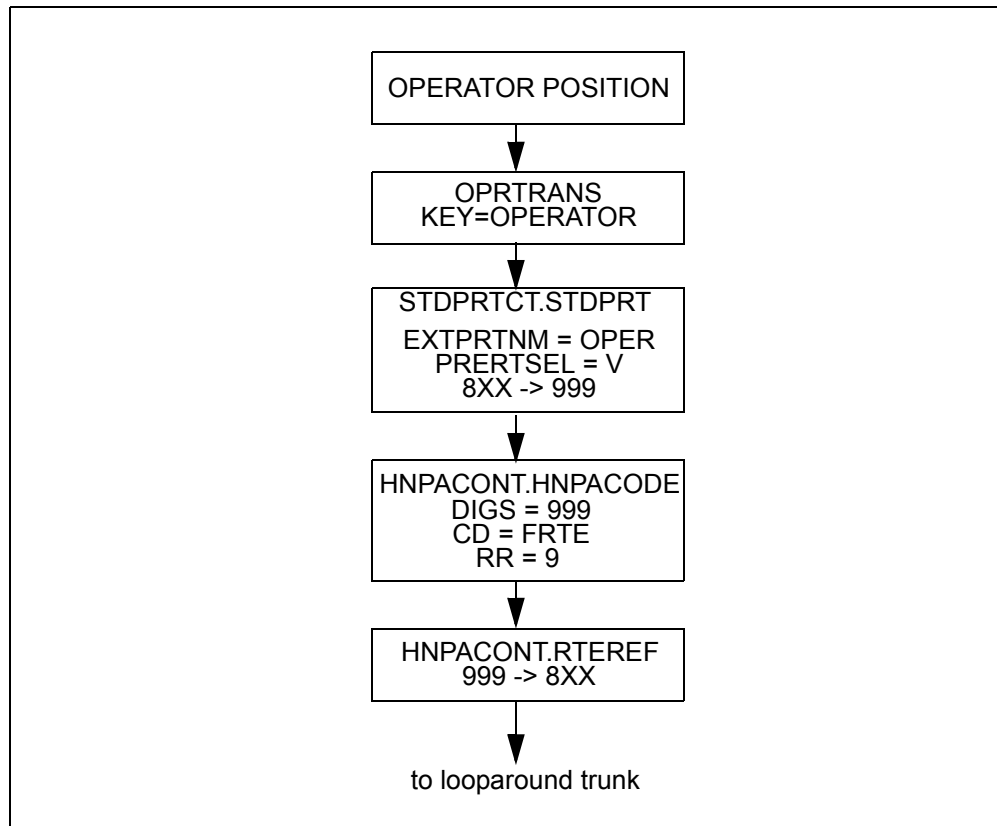 OPERATOR POSITION
OPRTRANS
KEY=OPERATOR
STDPRTCT.STDPRT
EXTPRTNM = OPER
PRERTSEL = V
8XX -> 999
HNPACONT.HNPACODE
DIGS = 999
CD = FRTE
RR = 9
HNPACONT.RTEREF
999 -> 8XX
to looparound trunk